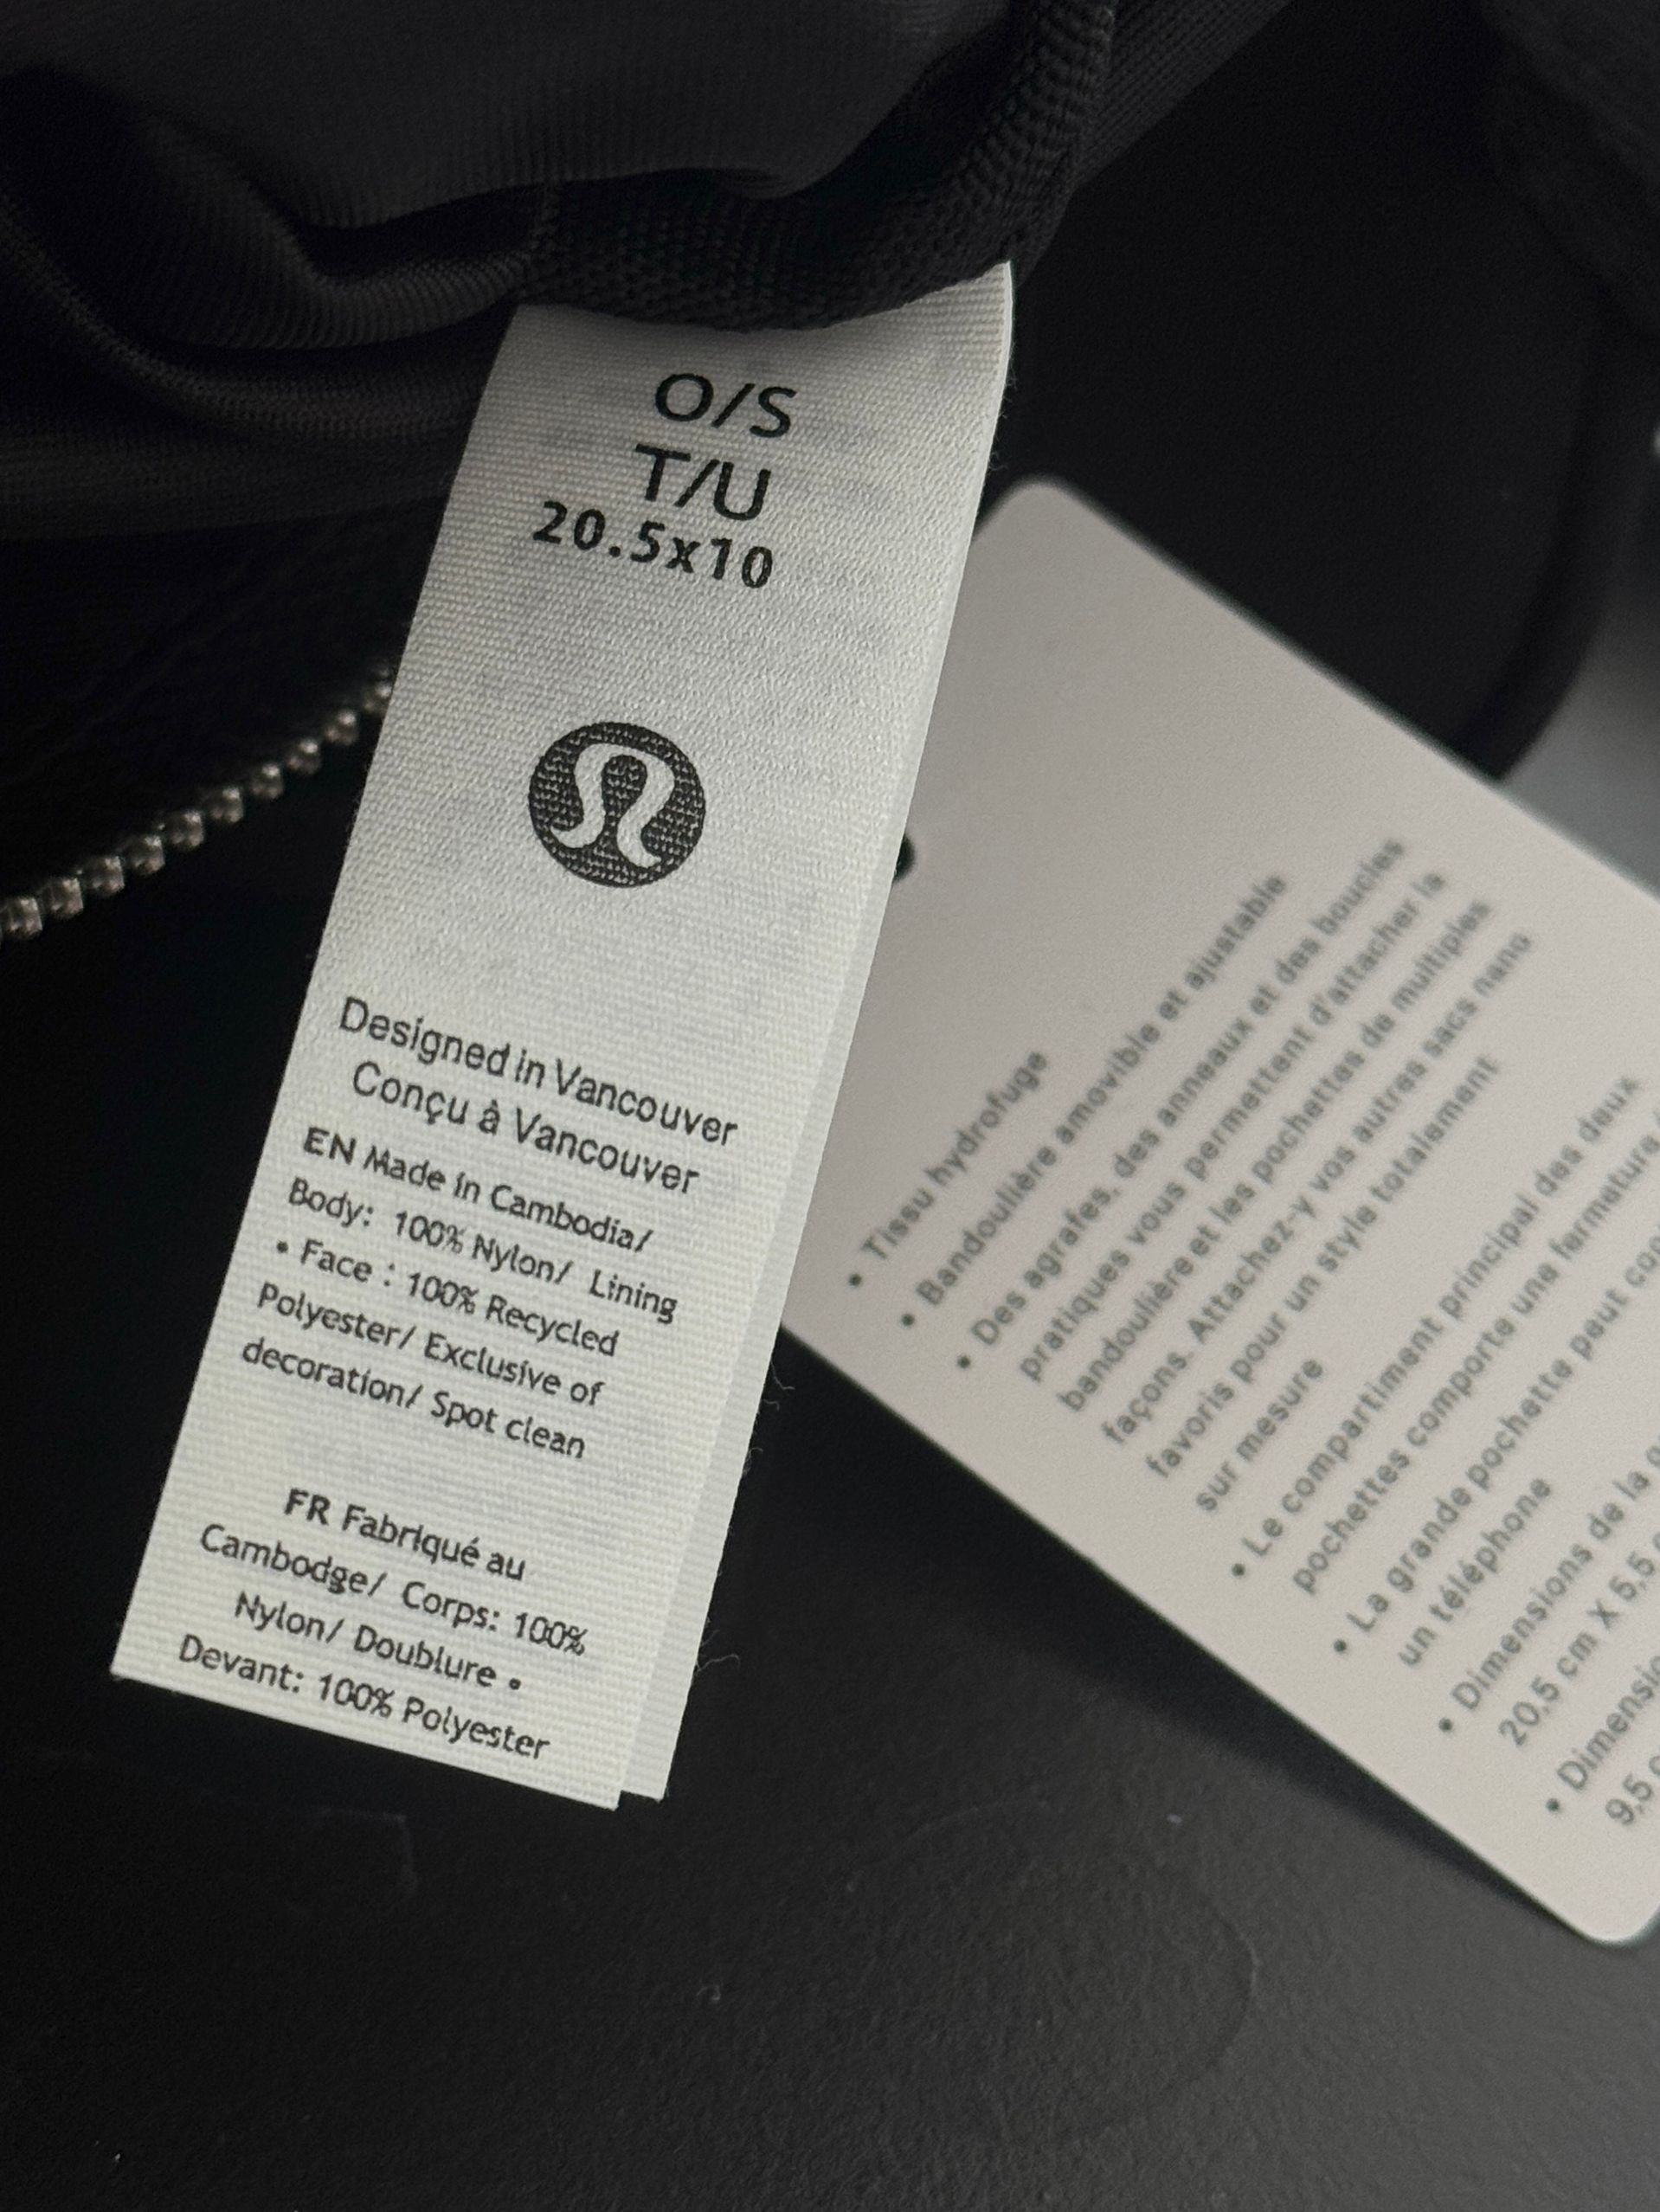 O/S
T/U
20.5x10
Designed in Vancouver
Conçu à Vancouver
EN Made in Cambodia/
Body: 100% Nylon/ Lining
• Face : 100% Recycled
Polyester/ Exclusive of
decoration/ Spot clean
FR Fabriqué au
Cambodge/ Corps: 100%
Nylon/ Doublure •
Devant: 100% Polyester
• Tissu hydrofuge
• Bandoulière amovible et ajustable
• Des agrafes, des anneaux et des boucles
pratiques vous permettent d'attacher la
bandoulière et les pochettes de multiples
façons. Attachez-y vos autres sacs nano
favoris pour un style totalement
sur mesure
• Le compartiment principal des deux
pochettes comporte une fermeture
• La grande pochette peut
un téléphone
• Dimensions de la
20,5 cm X 5,5
•
9,5